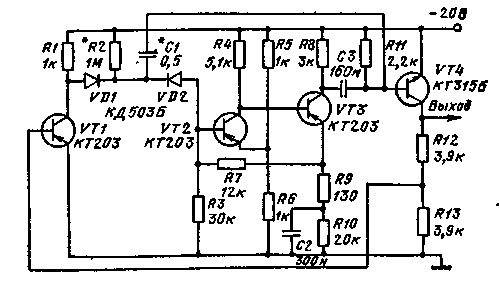 -20В
R1
1к
*R2
1М
*C1
0,5
R4
5,1к
R5
1к
R8
3к
C3
160м
R11
2,2к
VT4
КТ315б
VD1
VD2
КД503Б
VT1
КТ203
VT2
КТ203
VT3
КТ203
Выход
R7
12к
R3
30к
R6
1к
R9
130
R10
20к
C2
300н
R12
3,9к
R13
3,9к